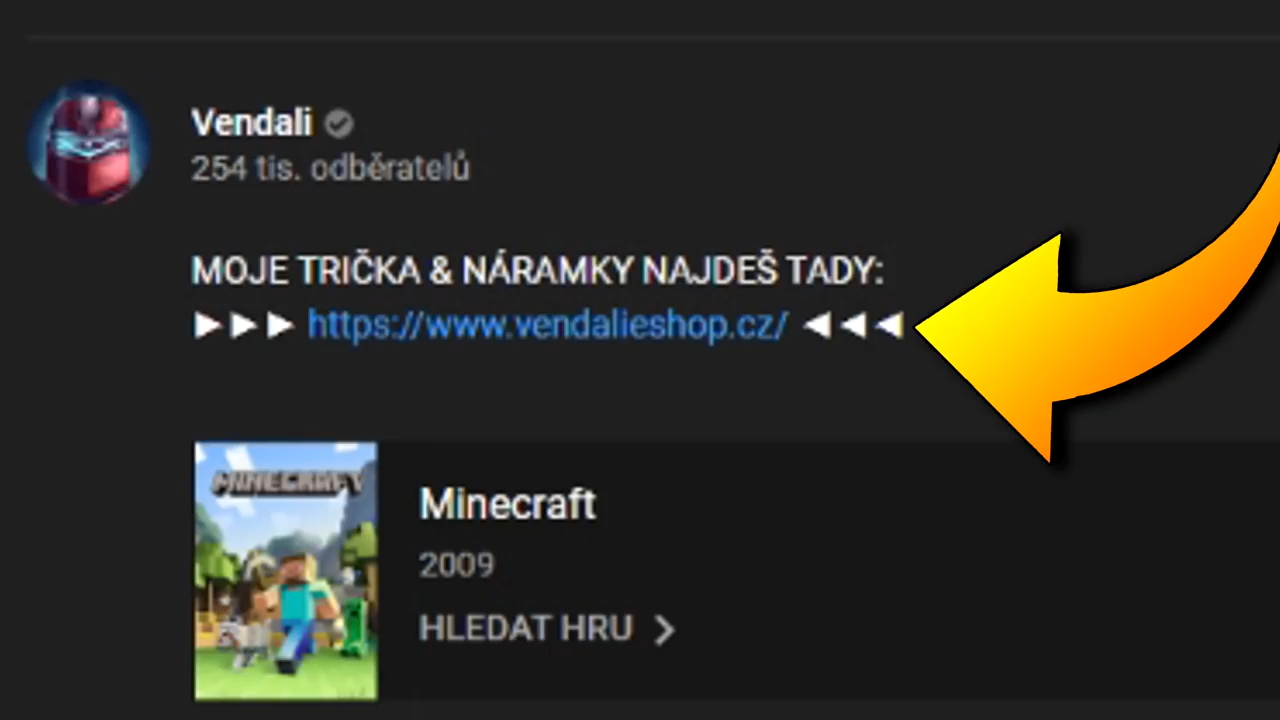 Vendali
254 tis. odběratelů
MOJE TRIČKA & NÁRAMKY NAJDEŠ TADY:
►►► https://www.vendalieshop.cz/ ◄◄◄
MINECRAFT
Minecraft
2009
HLEDAT HRU